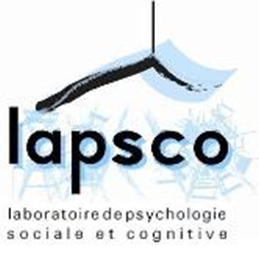 lapsco
laboratoiredepsychologie
sociale et cognitive